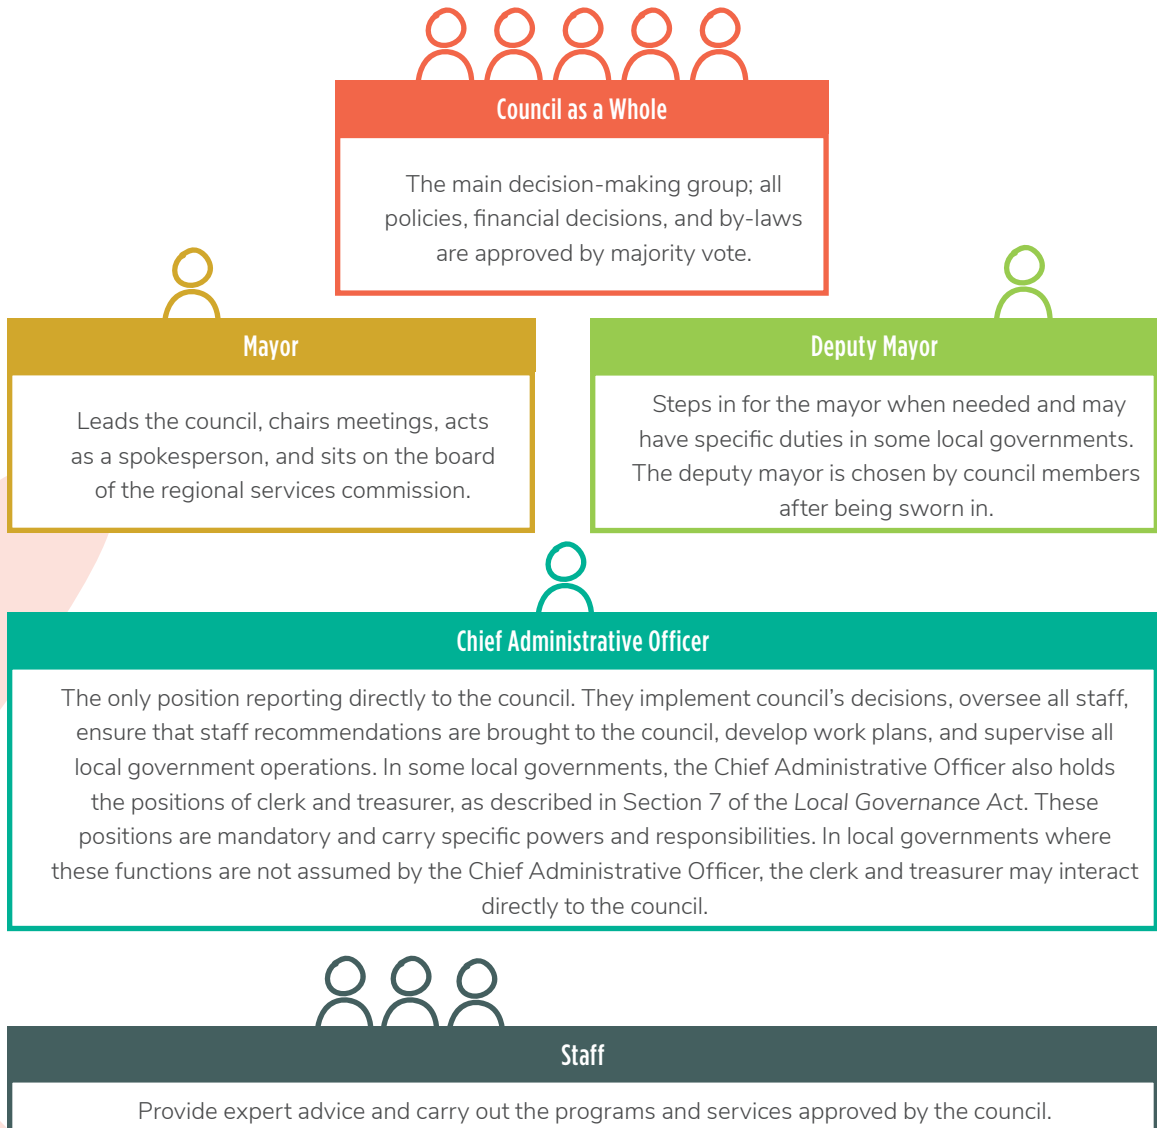 Council as a Whole
The main decision-making group; all
policies, financial decisions, and by-laws
are approved by majority vote.
Mayor
Leads the council, chairs meetings, acts
as a spokesperson, and sits on the board
of the regional services commission.
Deputy Mayor
Steps in for the mayor when needed and may
have specific duties in some local governments.
The deputy mayor is chosen by council members
after being sworn in.
Chief Administrative Officer
The only position reporting directly to the council. They implement council’s decisions, oversee all staff,
ensure that staff recommendations are brought to the council, develop work plans, and supervise all
local government operations. In some local governments, the Chief Administrative Officer also holds
the positions of clerk and treasurer, as described in Section 7 of the Local Governance Act. These
positions are mandatory and carry specific powers and responsibilities. In local governments where
these functions are not assumed by the Chief Administrative Officer, the clerk and treasurer may interact
directly to the council.
Staff
Provide expert advice and carry out the programs and services approved by the council.